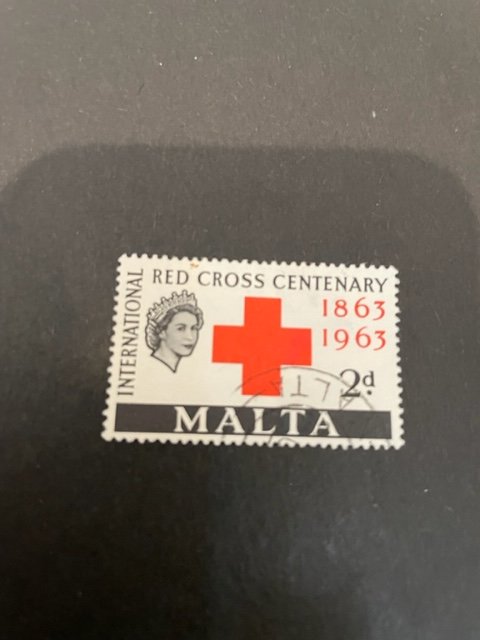 INTERNATIONAL
RED CROSS CENTENARY
1863
1963
2d
MALTA